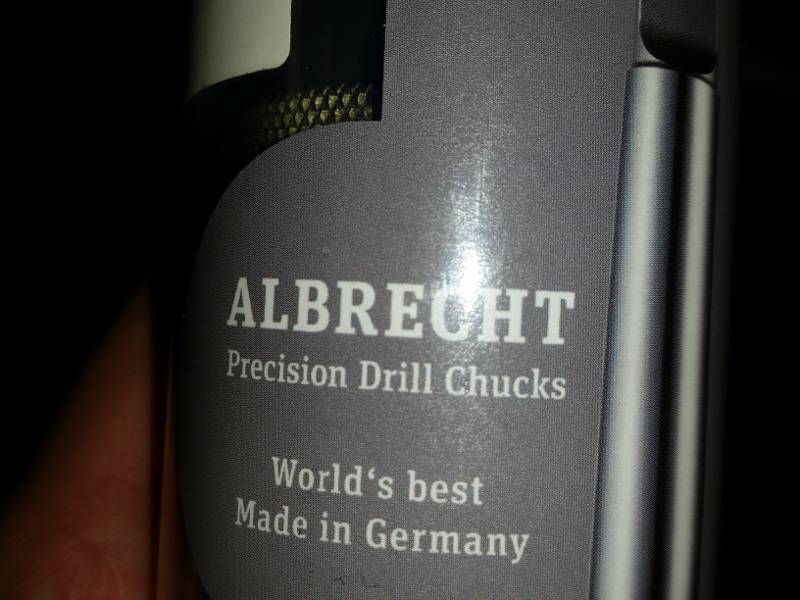 ALBRECHT
Precision Drill Chucks
World‘s best
Made in Germany